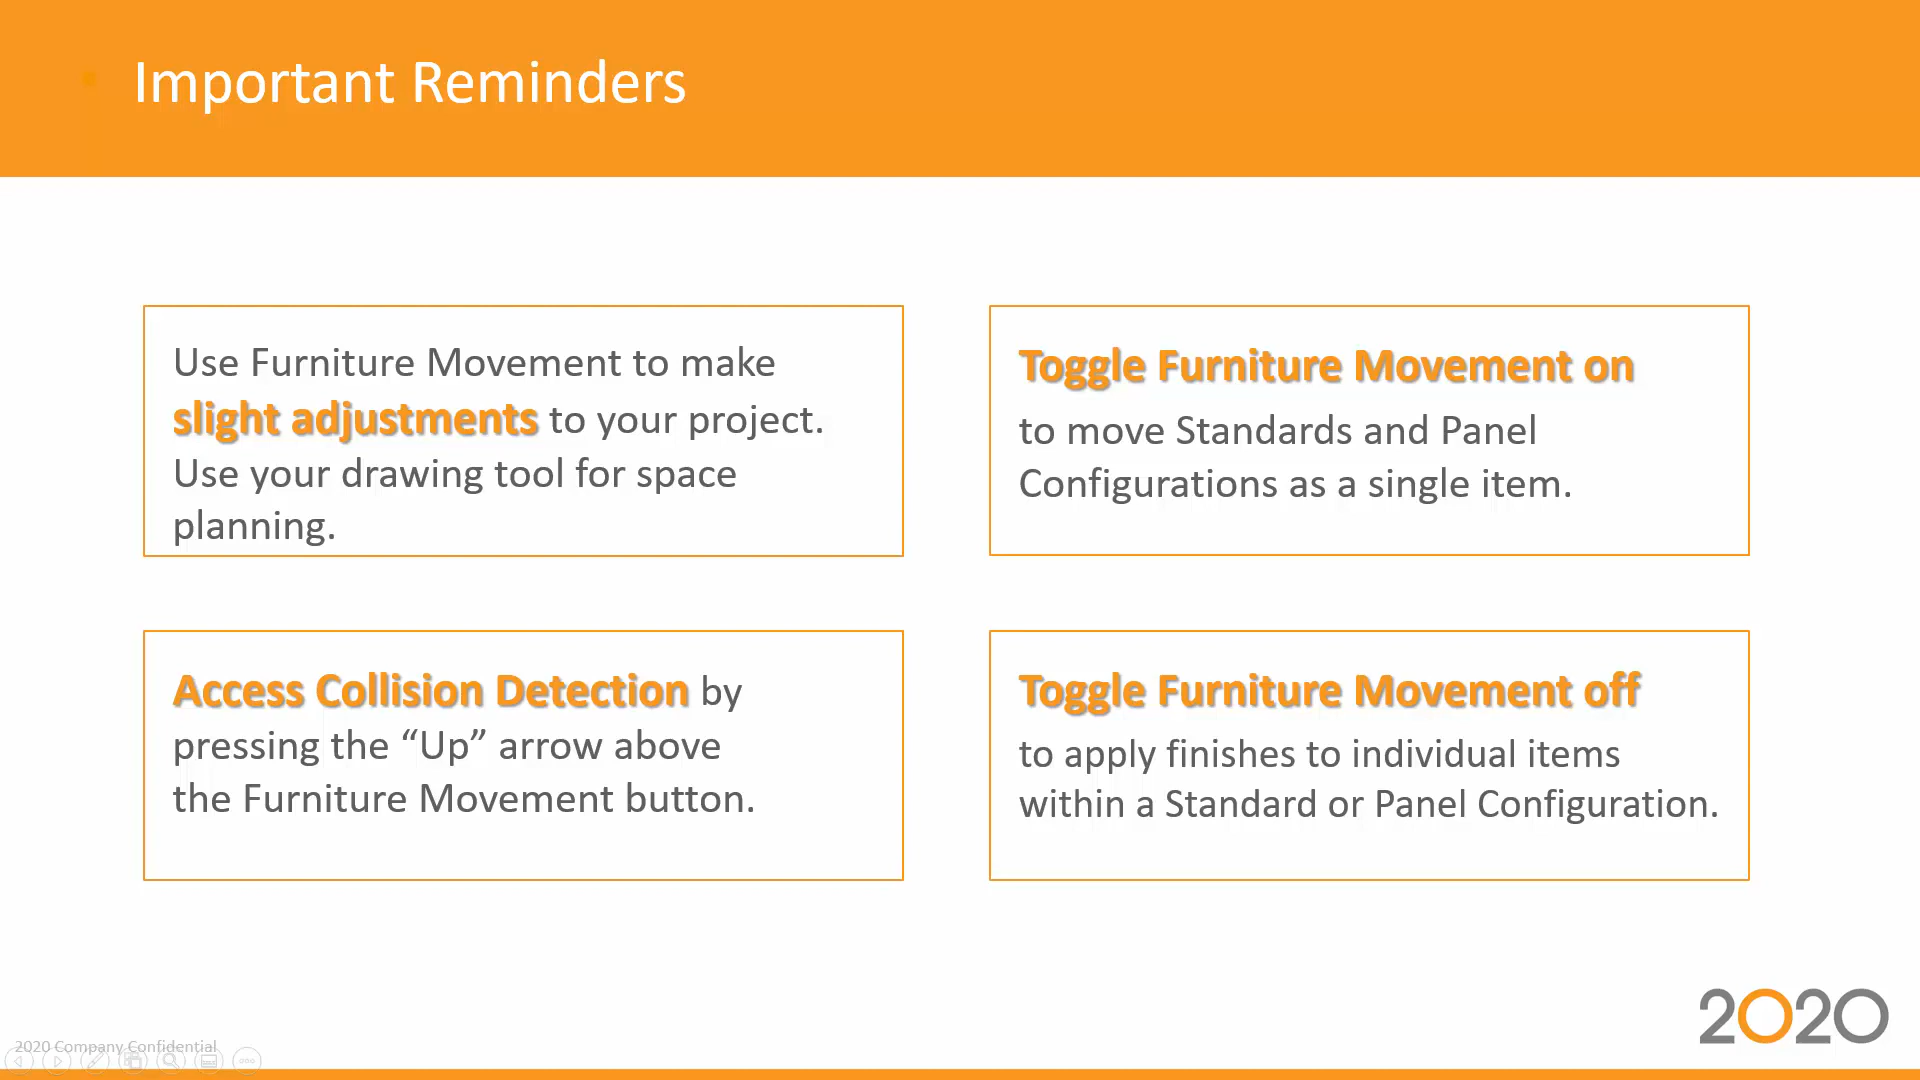 Important Reminders
Use Furniture Movement to make
slight adjustments to your project.
Use your drawing tool for space
planning.
Toggle Furniture Movement on
to move Standards and Panel
Configurations as a single item.
Access Collision Detection by
pressing the “Up” arrow above
the Furniture Movement button.
Toggle Furniture Movement off
to apply finishes to individual items
within a Standard or Panel Configuration.
2020
2020 Company Confidential